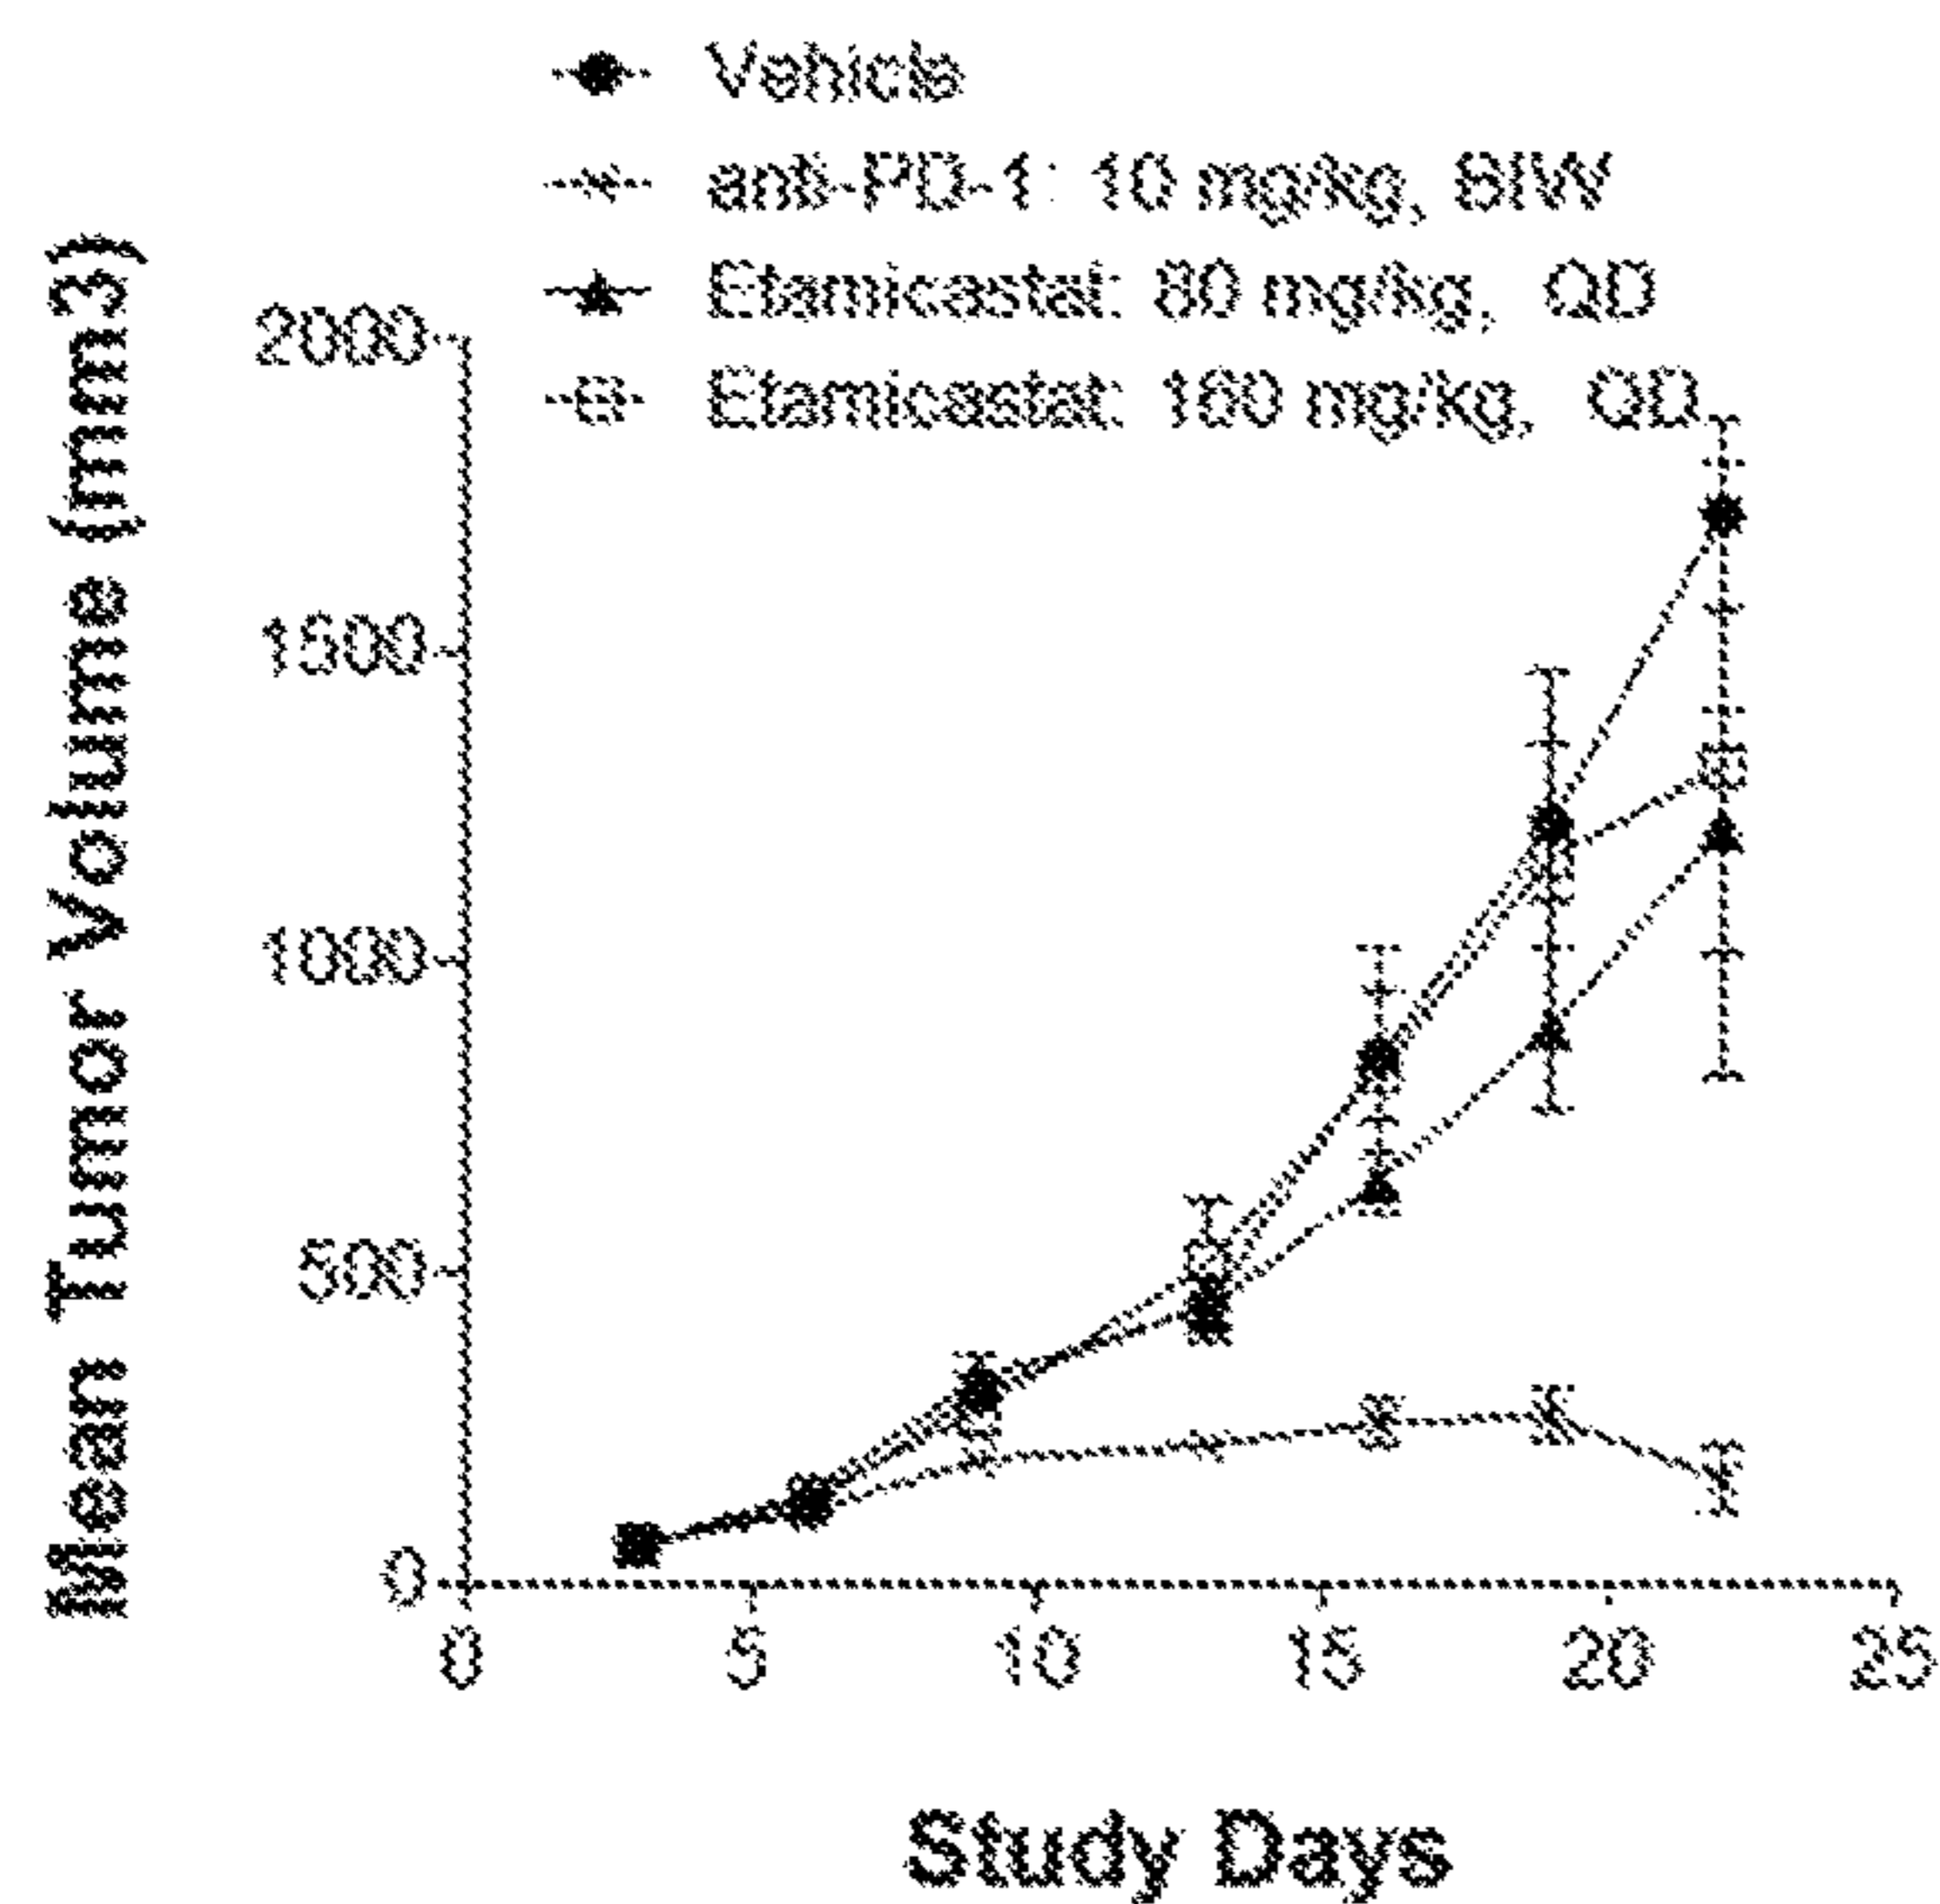 Vehicle
anti-PD-1: 10 mg/kg, BIW
Etamicastat: 80 mg/kg, QD
Etamicastat: 160 mg/kg, QD
Mean Tumor Volume (mm3)
2000
1500
1000
500
0
0 5 10 15 20 25
Study Days